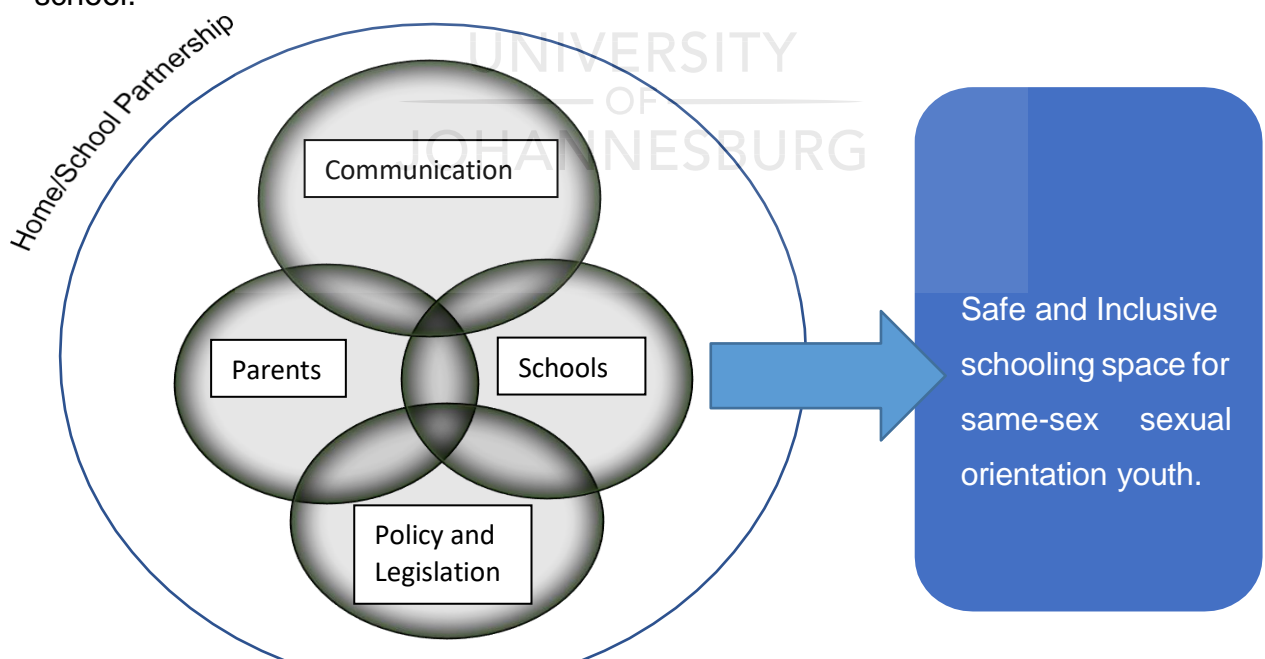 school.
Home/School Partnership
UNIVERSITY
OF
JOHANNESBURG
Communication
Parents
Schools
Policy and
Legislation
Safe and Inclusive
schooling space for
same-sex sexual
orientation youth.